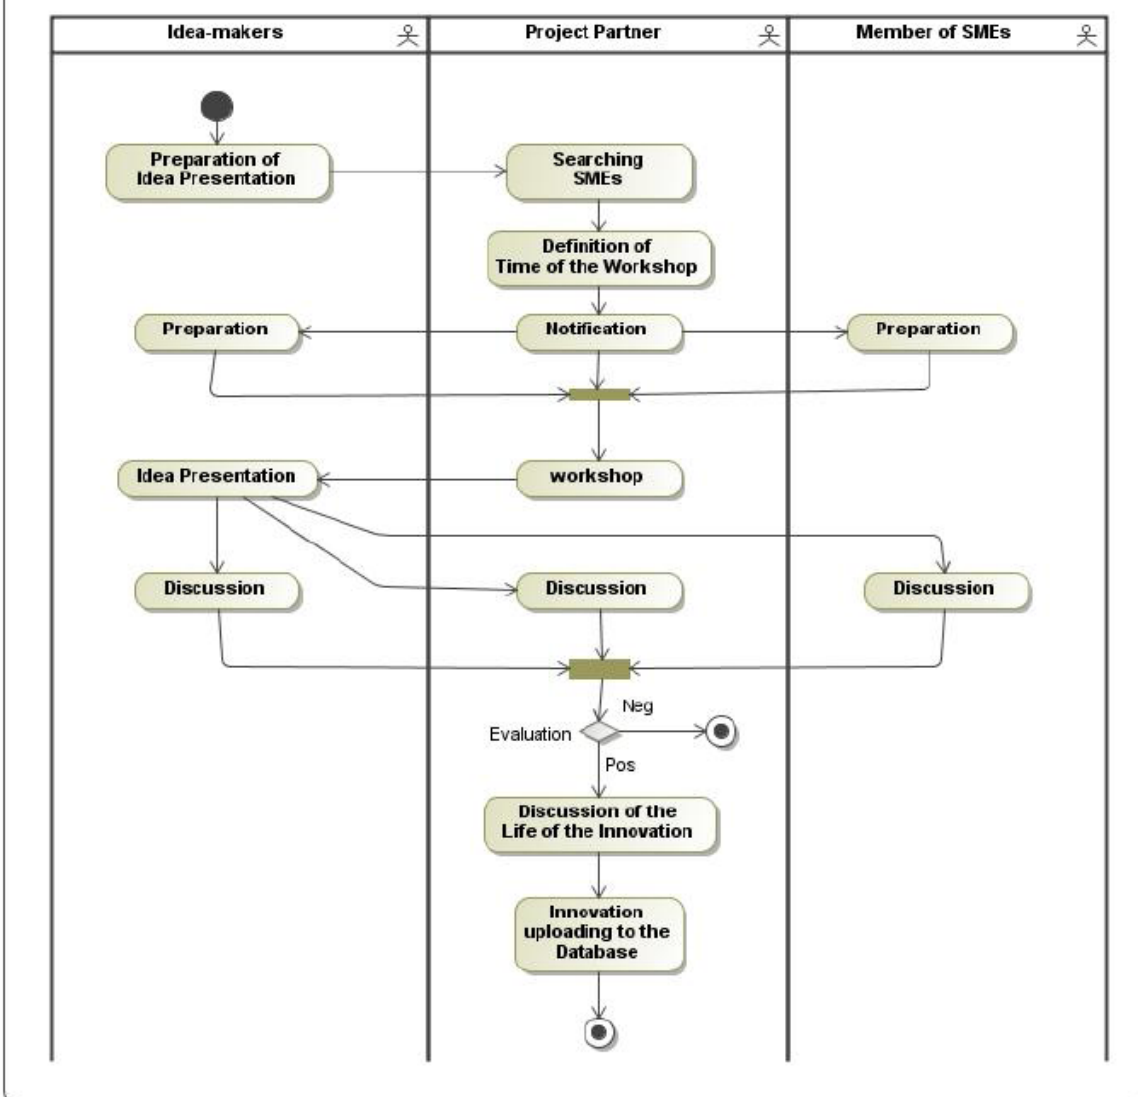 Idea-makers
Project Partner
Member of SMEs
Preparation of
Idea Presentation
Searching
SMEs
Definition of
Time of the Workshop
Preparation
Notification
Preparation
Idea Presentation
workshop
Discussion
Discussion
Discussion
Neg
Evaluation
Pos
Discussion of the
Life of the Innovation
Innovation
uploading to the
Database